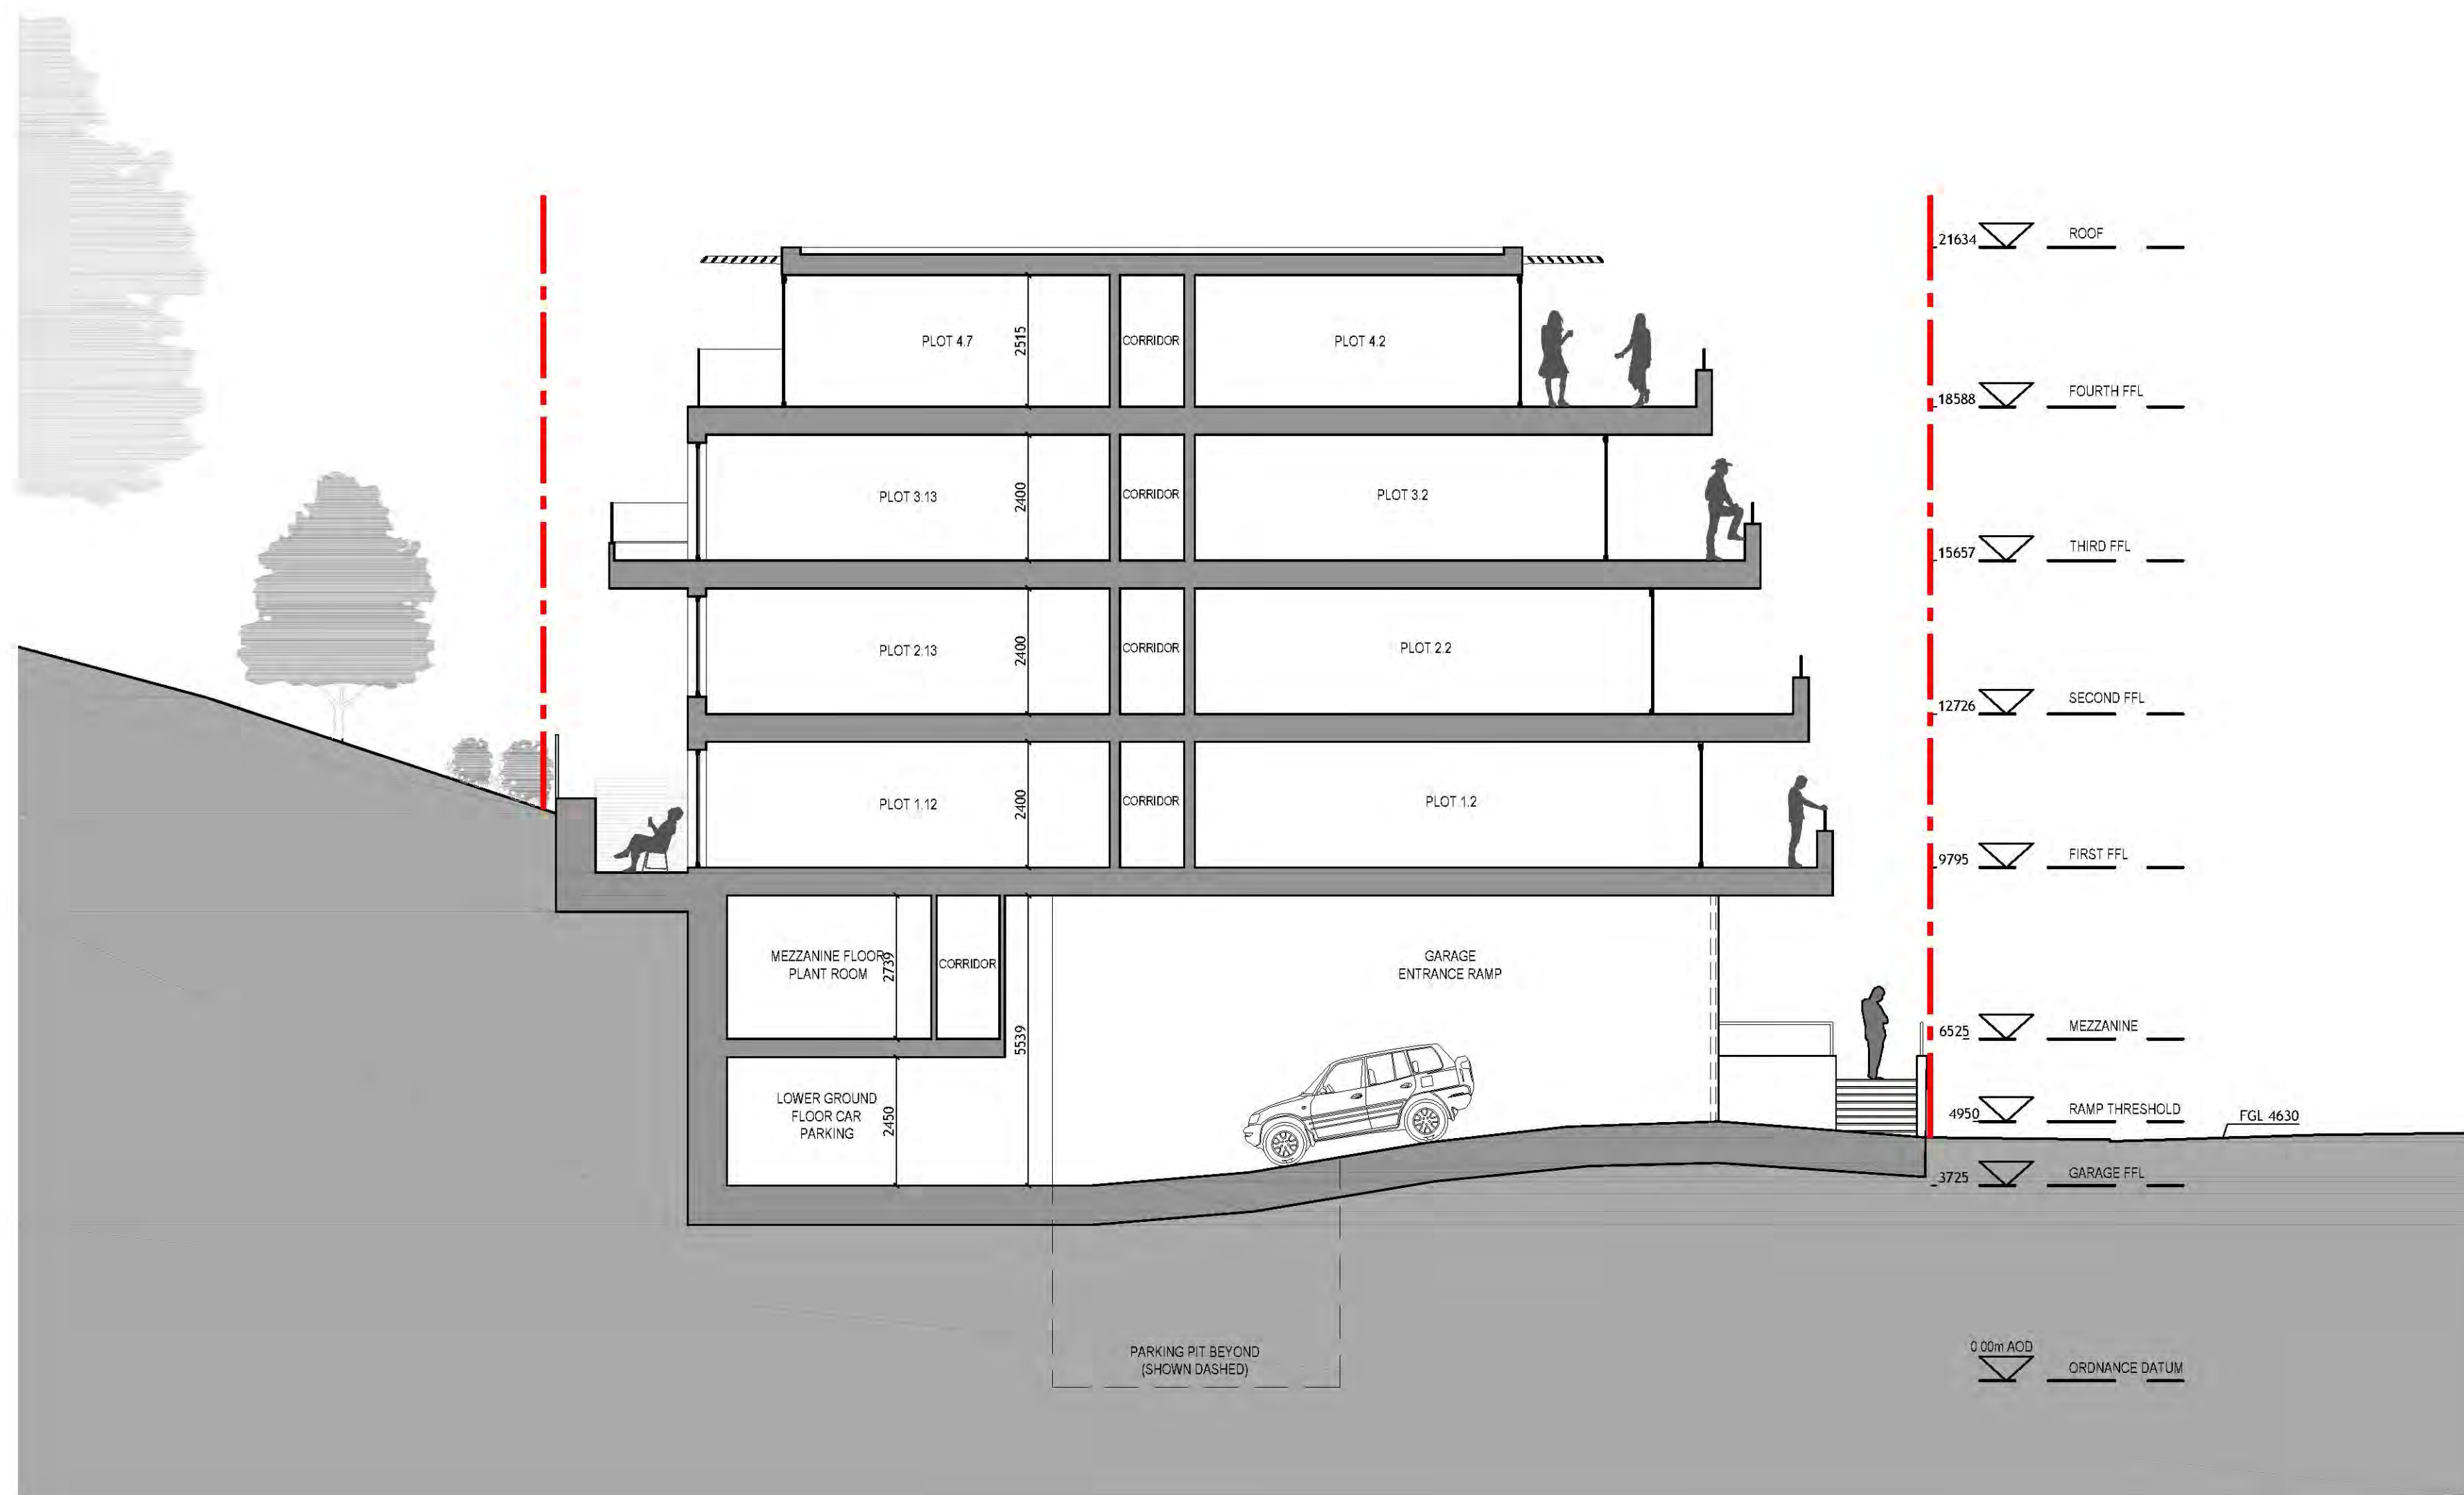 21634 ROOF
PLOT 4.7
2515
CORRIDOR
PLOT 4.2
18588 FOURTH FFL
PLOT 3.13
2400
CORRIDOR
PLOT 3.2
15657 THIRD FFL
PLOT 2.13
2400
CORRIDOR
PLOT 2.2
12726 SECOND FFL
PLOT 1.12
2400
CORRIDOR
PLOT 1.2
9795 FIRST FFL
MEZZANINE FLOOR
PLANT ROOM
2739
CORRIDOR
GARAGE
ENTRANCE RAMP
5539
6525 MEZZANINE
LOWER GROUND
FLOOR CAR
PARKING
2450
4950 RAMP THRESHOLD
FGL 4630
3725 GARAGE FFL
PARKING PIT BEYOND
(SHOWN DASHED)
0.00m AOD
ORDNANCE DATUM